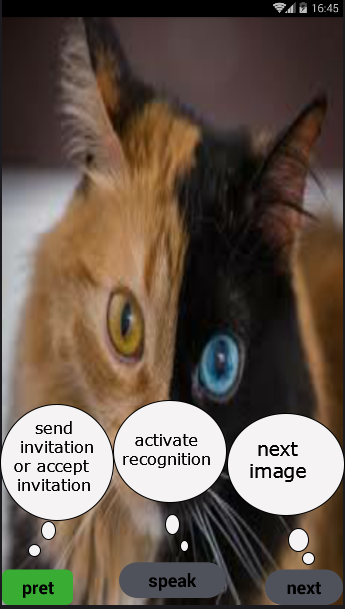 16:45
send
invitation
or accept
invitation
activate
recognition
next
image
pret
speak
next